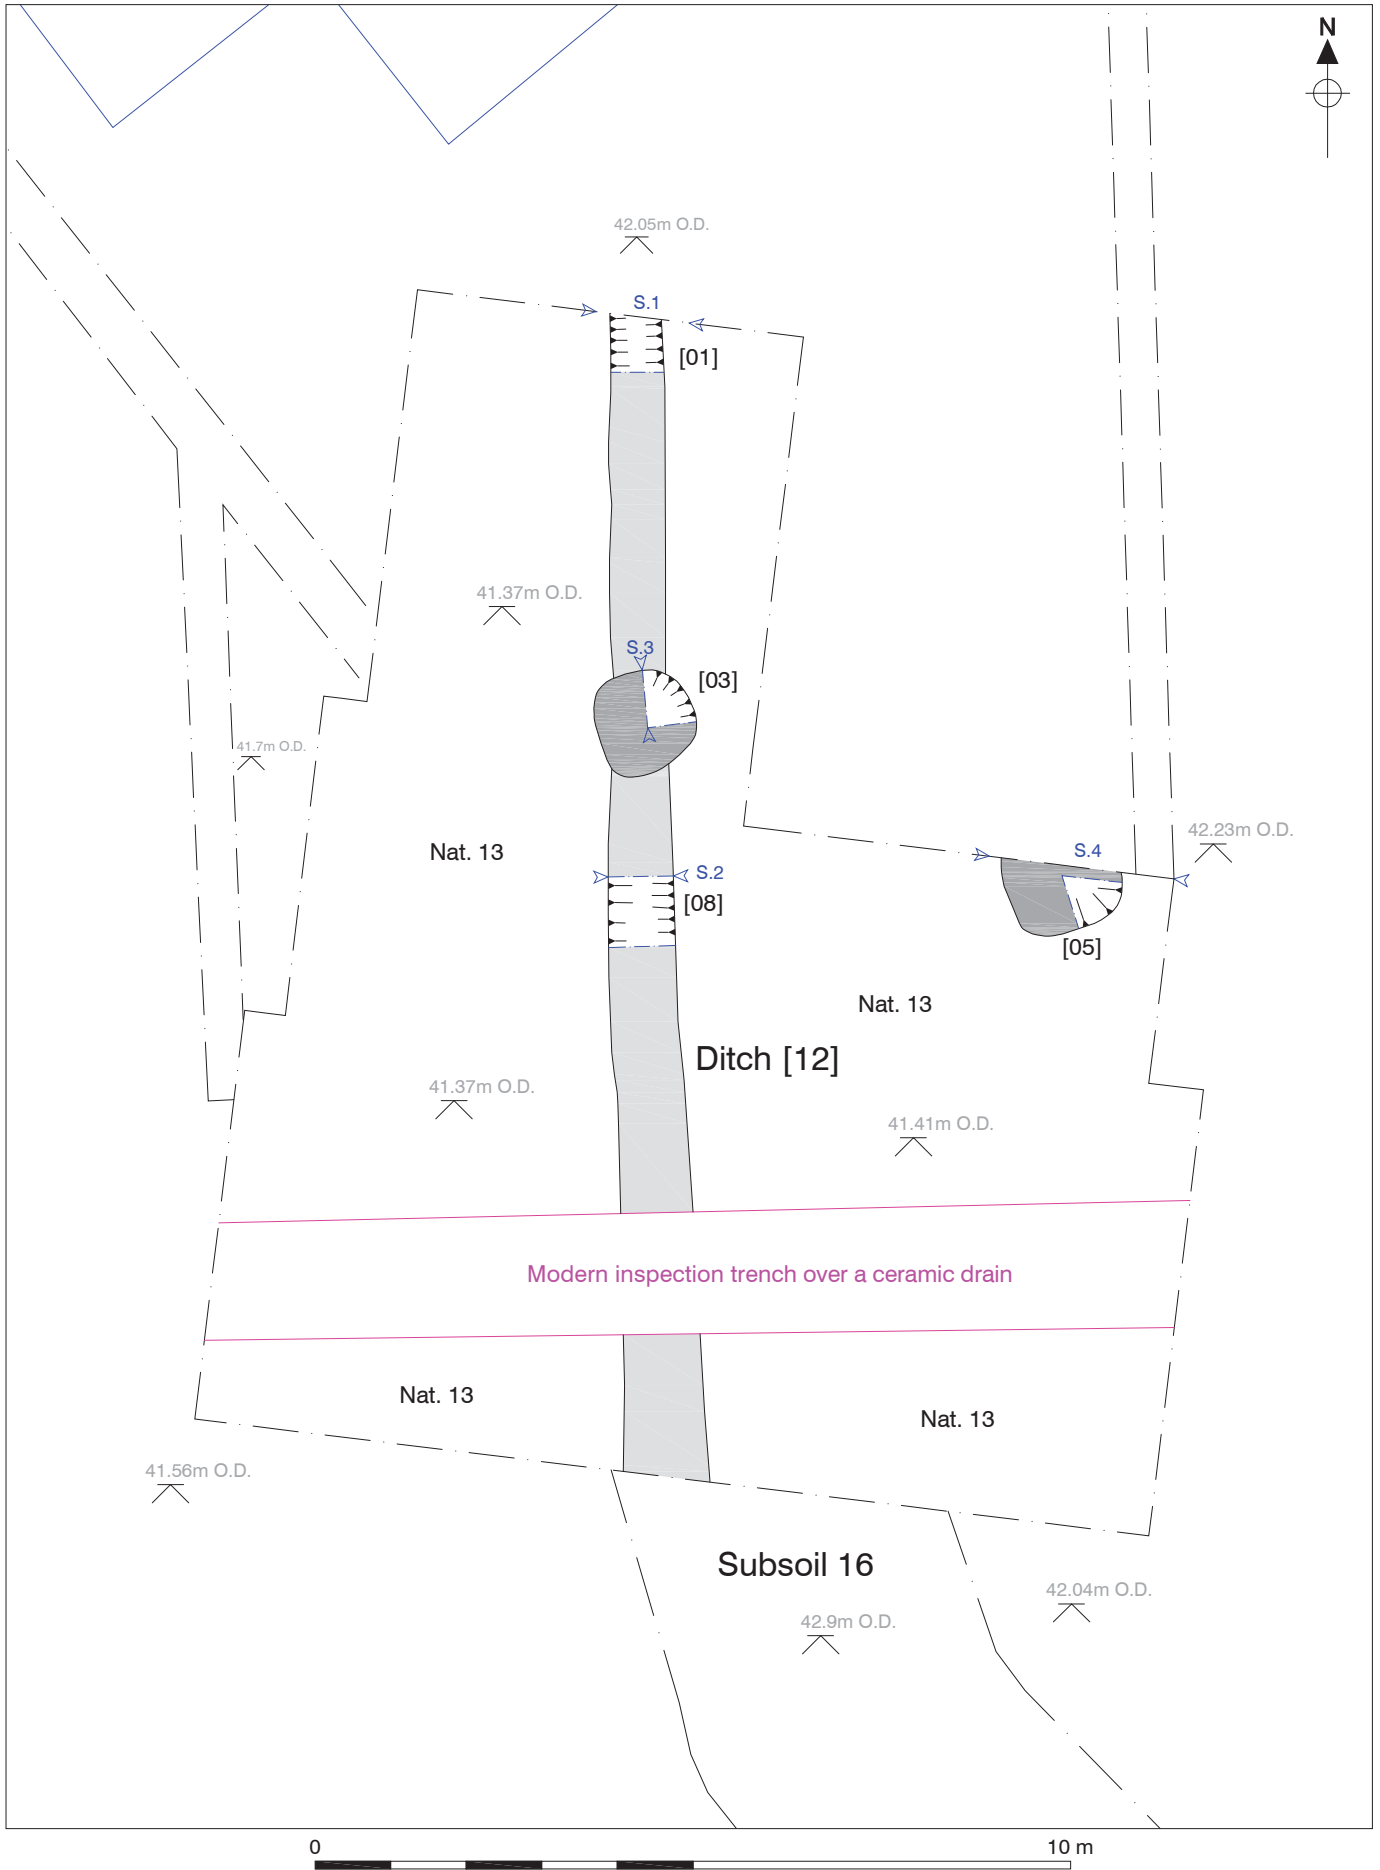 N
42.05m O.D.
S.1
[01]
41.37m O.D.
S.3
[03]
41.7m O.D.
42.23m O.D.
Nat. 13
S.4
S.2
[08]
[05]
Nat. 13
Ditch [12]
41.37m O.D.
41.41m O.D.
Modern inspection trench over a ceramic drain
Nat. 13
Nat. 13
41.56m O.D.
Subsoil 16
42.04m O.D.
42.9m O.D.
0
10 m